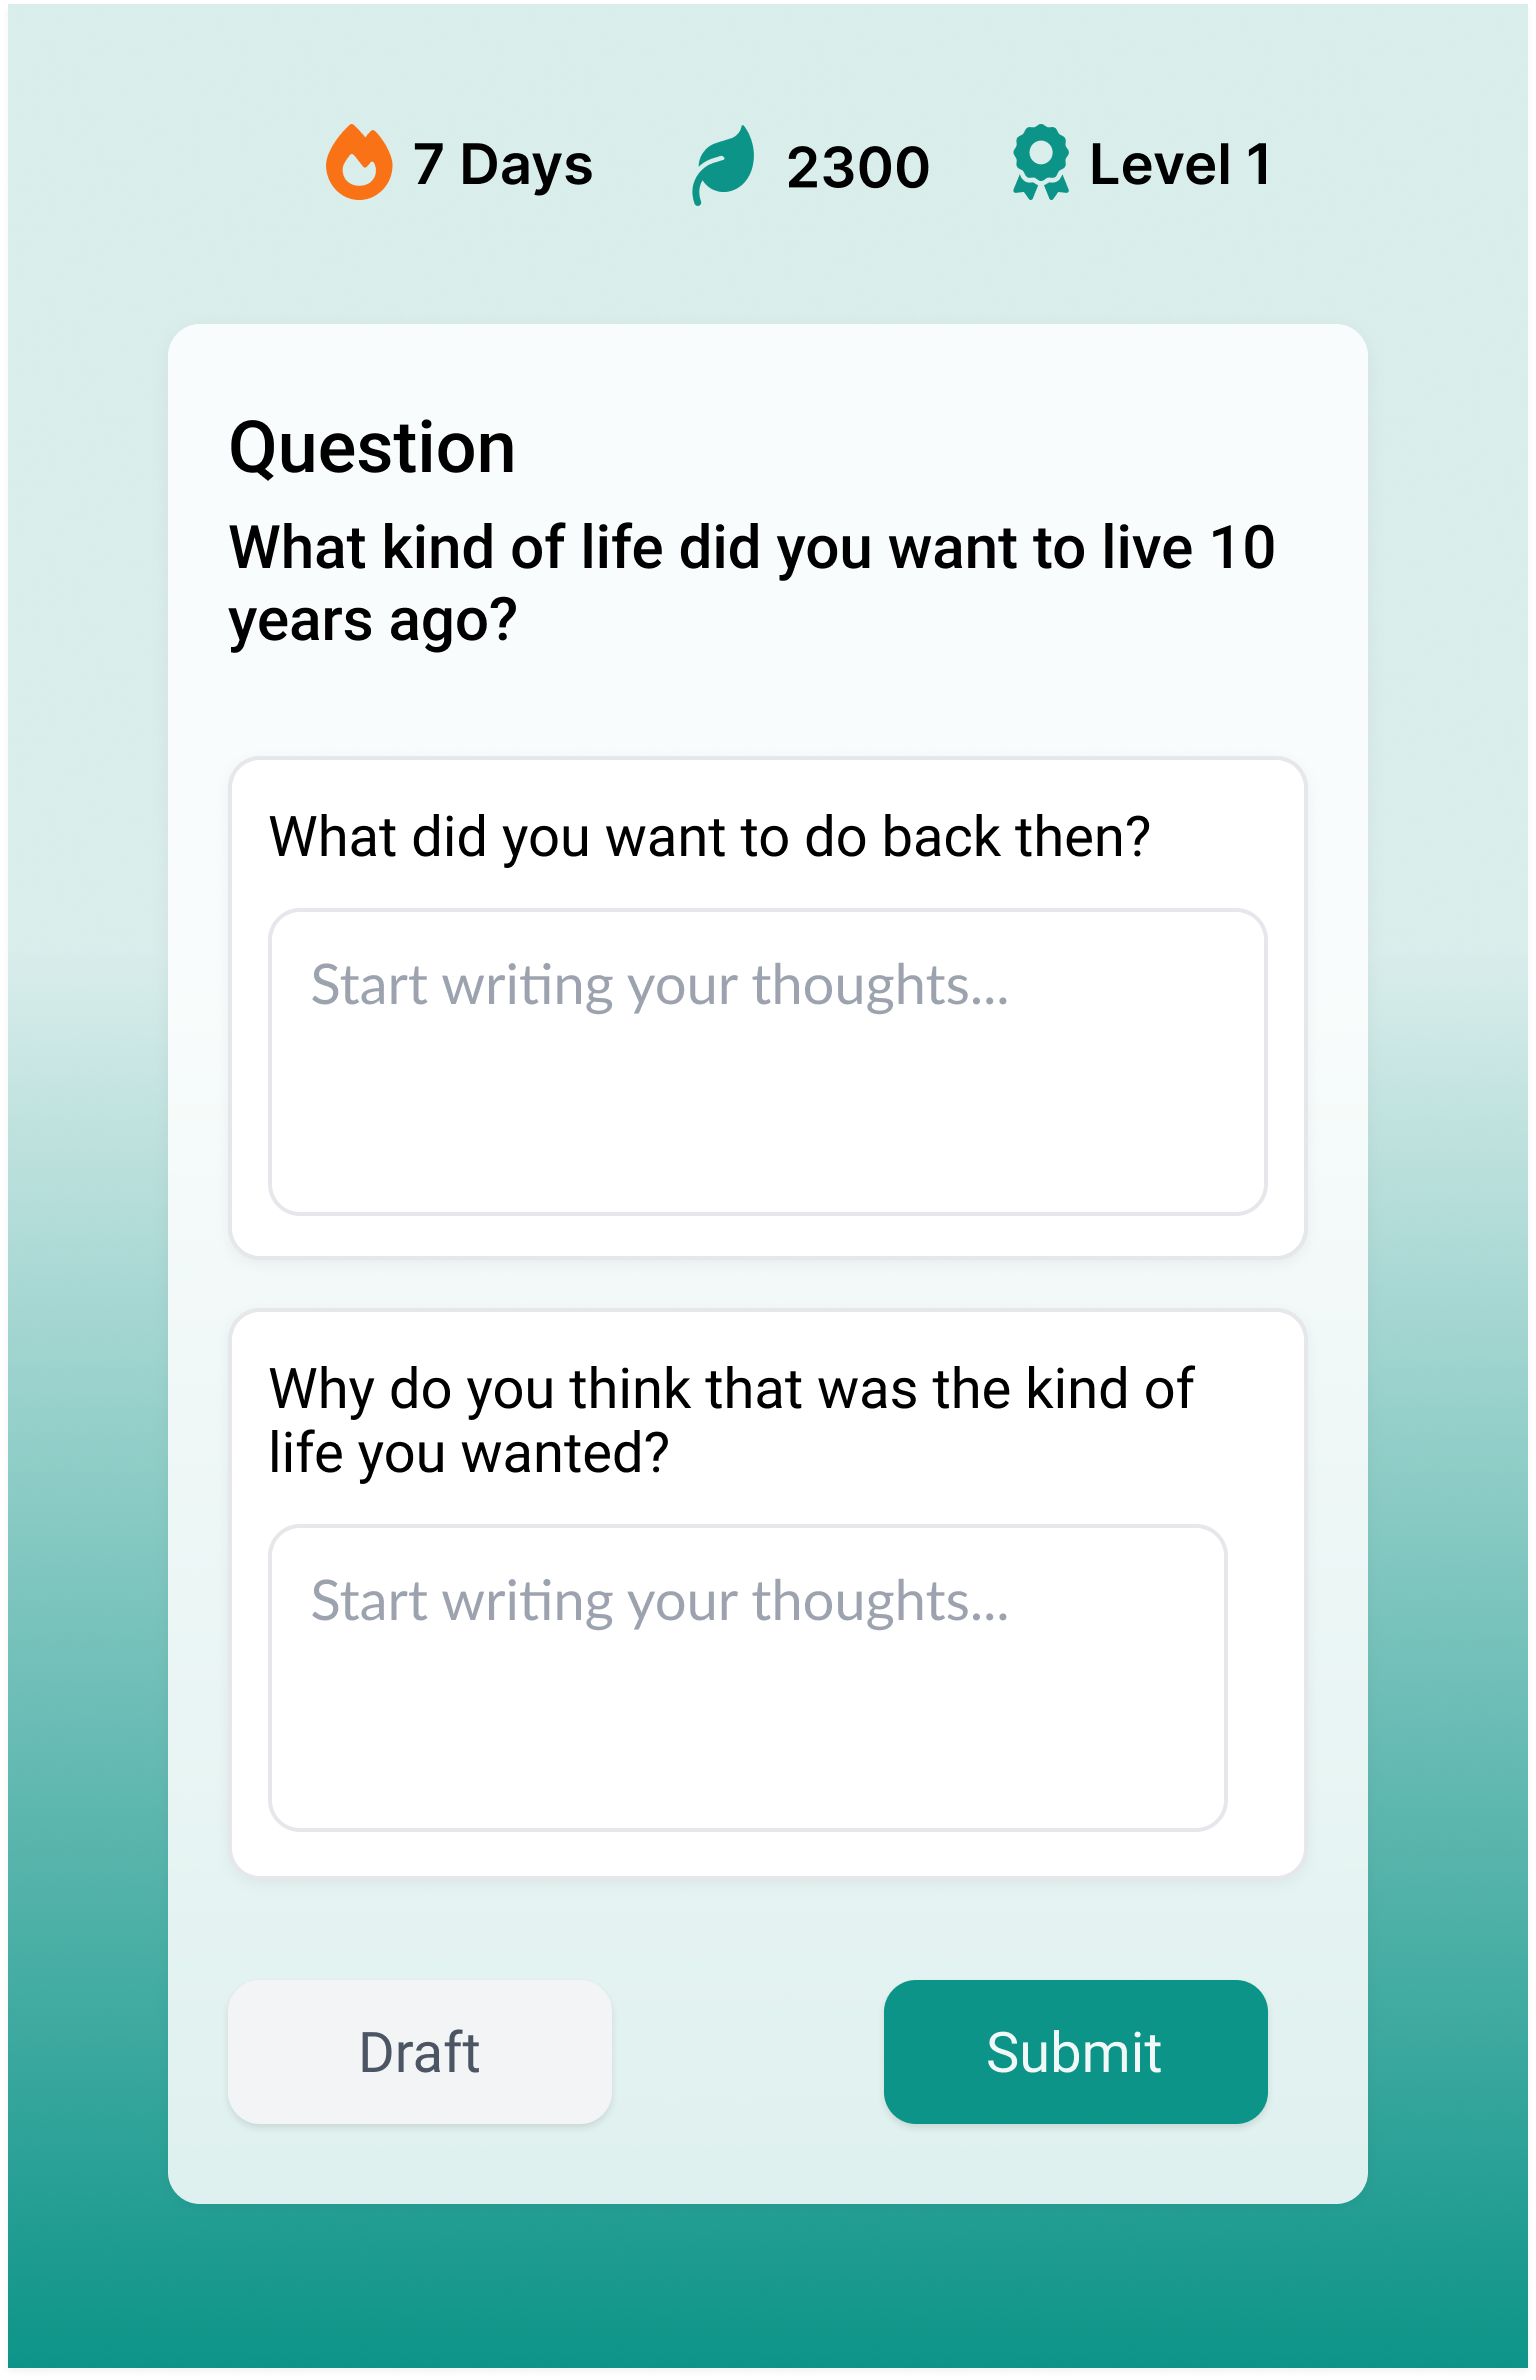 7 Days
2300
Level 1
Question
What kind of life did you want to live 10
years ago?
What did you want to do back then?
Start writing your thoughts...
Why do you think that was the kind of
life you wanted?
Start writing your thoughts...
Draft
Submit